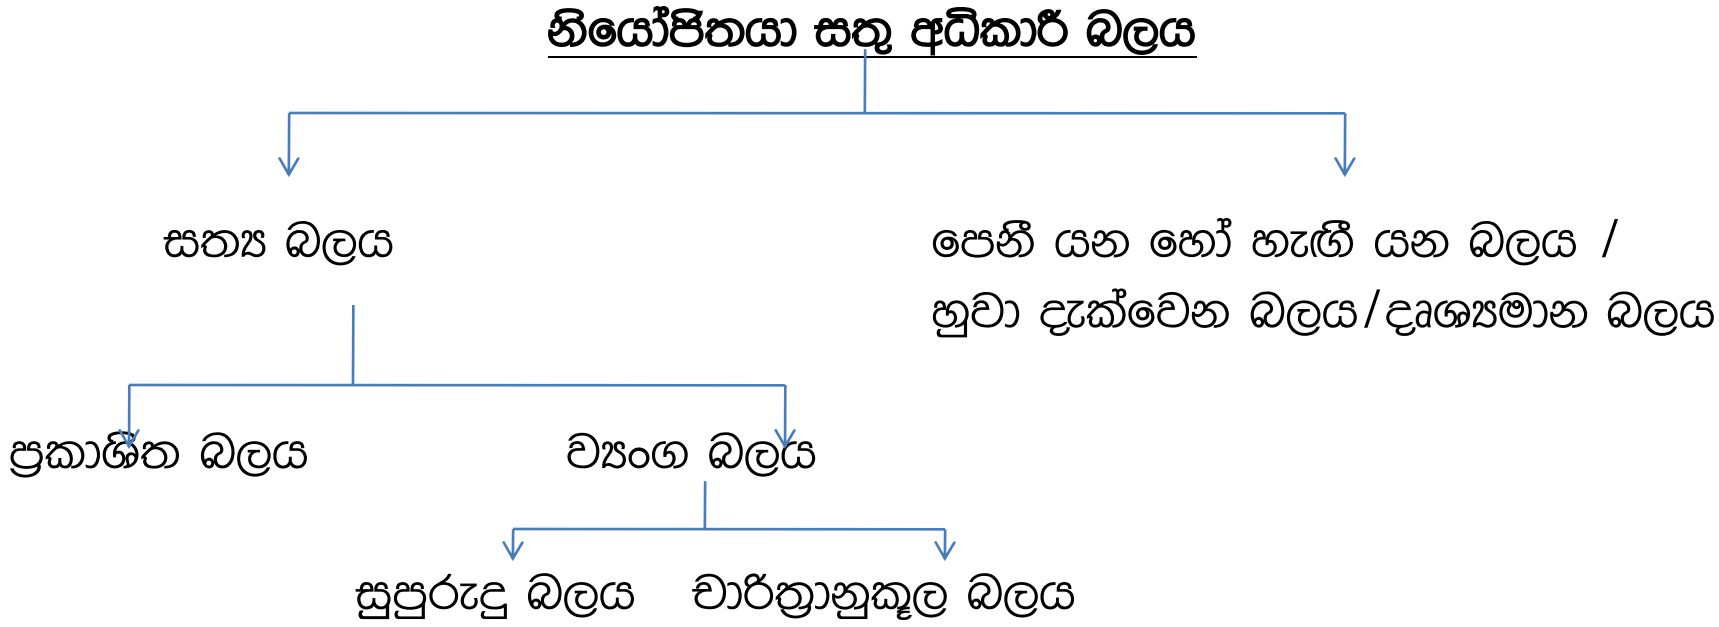 නියෝජිතයා සතු අධිකාරී බලය
සත්‍ය බලය
පෙනී යන හෝ හැඟී යන බලය /
හුවා දැක්වෙන බලය/දෘශ්‍යමාන බලය
ප්‍රකාශිත බලය
ව්‍යංග බලය
සුපුරුදු බලය
චාරිත්‍රානුකූල බලය